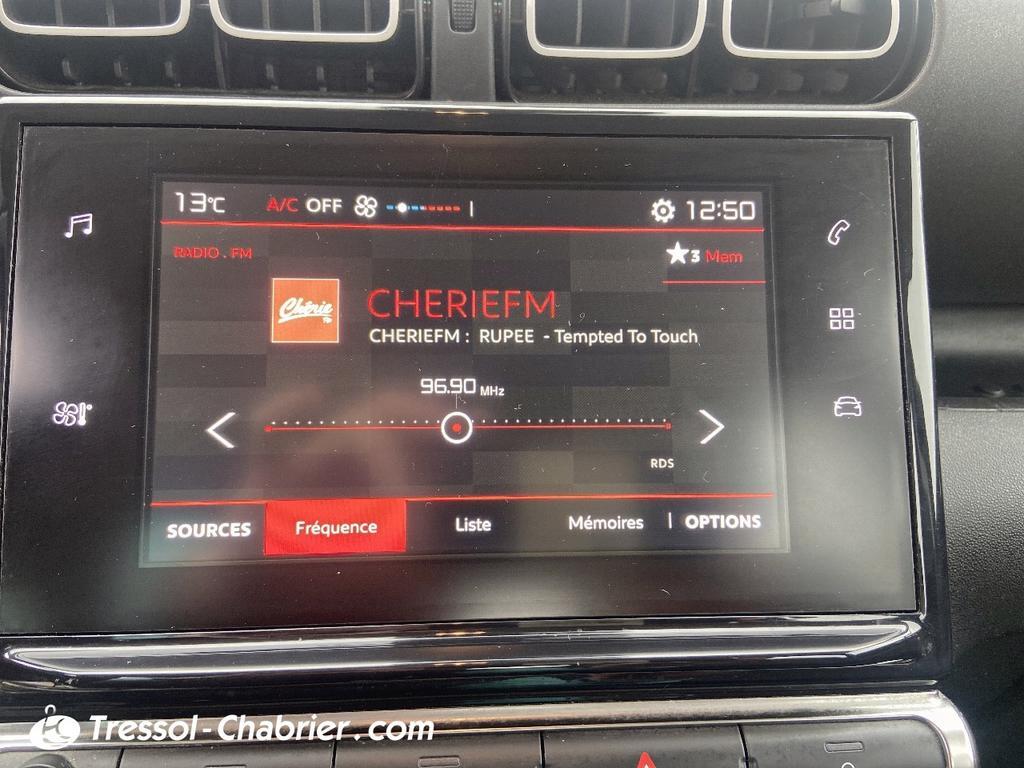 13°C A/C OFF 12:50
RADIO . FM
3 Mem
Chérie
FM
CHERIEFM
CHERIEFM : RUPEE - Tempted To Touch
96.90 MHz
RDS
SOURCES Fréquence Liste Mémoires OPTIONS
Tressol-Chabrier.com